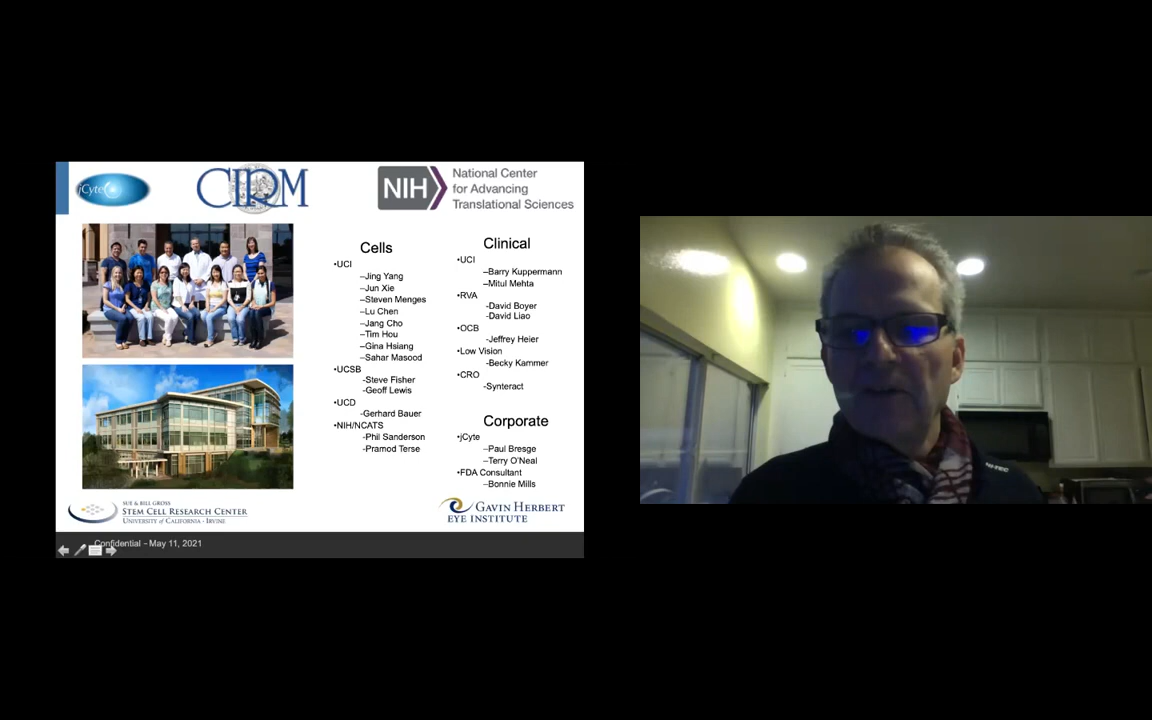 jCyte
CIRM
NIH
National Center
for Advancing
Translational Sciences
Cells
•UCI
–Jing Yang
–Jun Xie
–Steven Menges
–Lu Chen
–Jang Cho
–Tim Hou
–Gina Hsiang
–Sahar Masood
•UCSB
-Steve Fisher
-Geoff Lewis
•UCD
-Gerhard Bauer
•NIH/NCATS
-Phil Sanderson
-Pramod Terse
Clinical
•UCI
–Barry Kuppermann
–Mitul Mehta
•RVA
-David Boyer
-David Liao
•OCB
-Jeffrey Heier
•Low Vision
-Becky Kammer
•CRO
-Synteract
Corporate
•jCyte
–Paul Bresge
–Terry O'Neal
•FDA Consultant
–Bonnie Mills
SUE & BILL GROSS
STEM CELL RESEARCH CENTER
UNIVERSITY of CALIFORNIA - IRVINE
GAVIN HERBERT
EYE INSTITUTE
Confidential - May 11, 2021